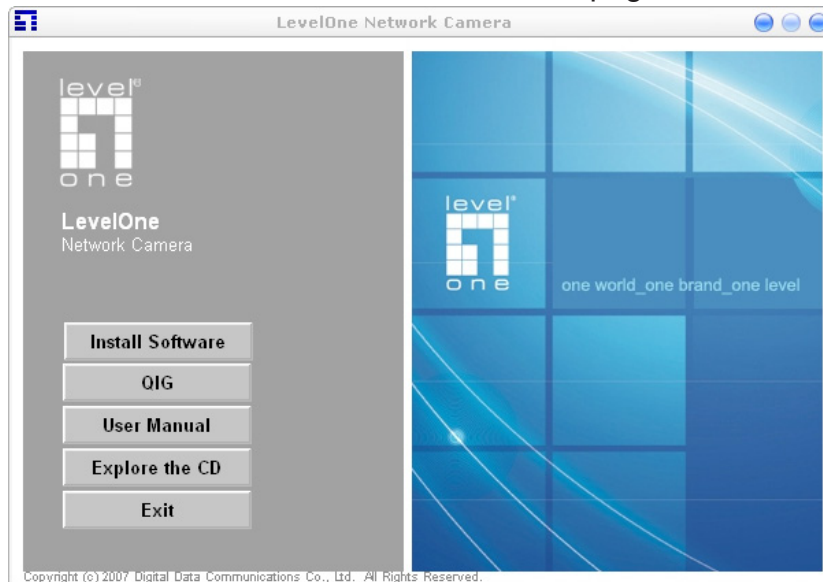 LevelOne Network Camera
level®
one
LevelOne
Network Camera
Install Software
QIG
User Manual
Explore the CD
Exit
level®
one
one world_one brand_one level
Copyright (c) 2007 Digital Data Communications Co., Ltd. All Rights Reserved.